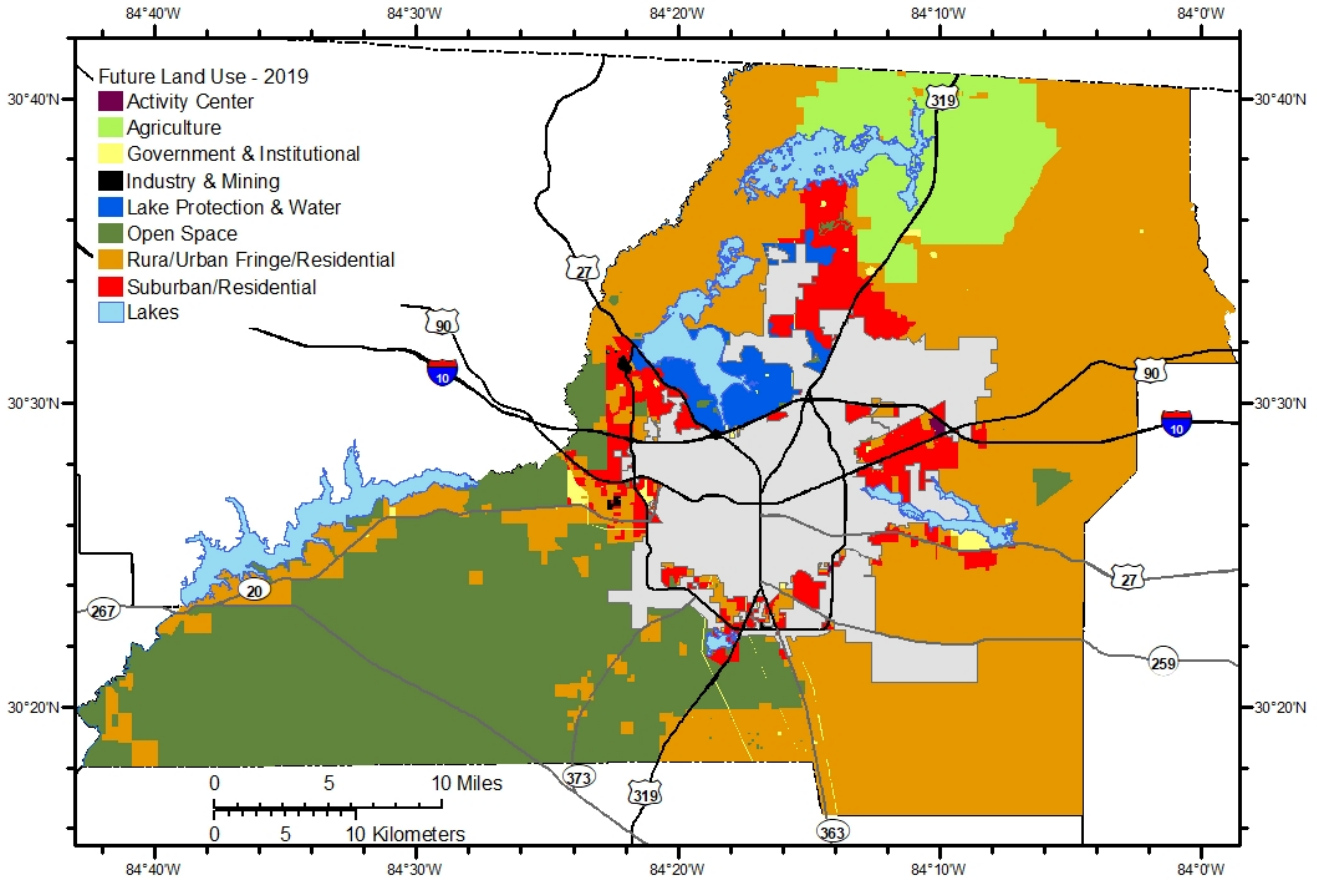 84°40'W 84°30'W 84°20'W 84°10'W 84°0'W
Future Land Use - 2019
Activity Center
Agriculture
Government & Institutional
Industry & Mining
Lake Protection & Water
Open Space
Rura/Urban Fringe/Residential
Suburban/Residential
Lakes
30°40'N 319 30°40'N
27
90
10
90
30°30'N 30°30'N
10
20
27
267
259
30°20'N 30°20'N
0 5 10 Miles
373
319
0 5 10 Kilometers
363
84°40'W 84°30'W 84°20'W 84°10'W 84°0'W